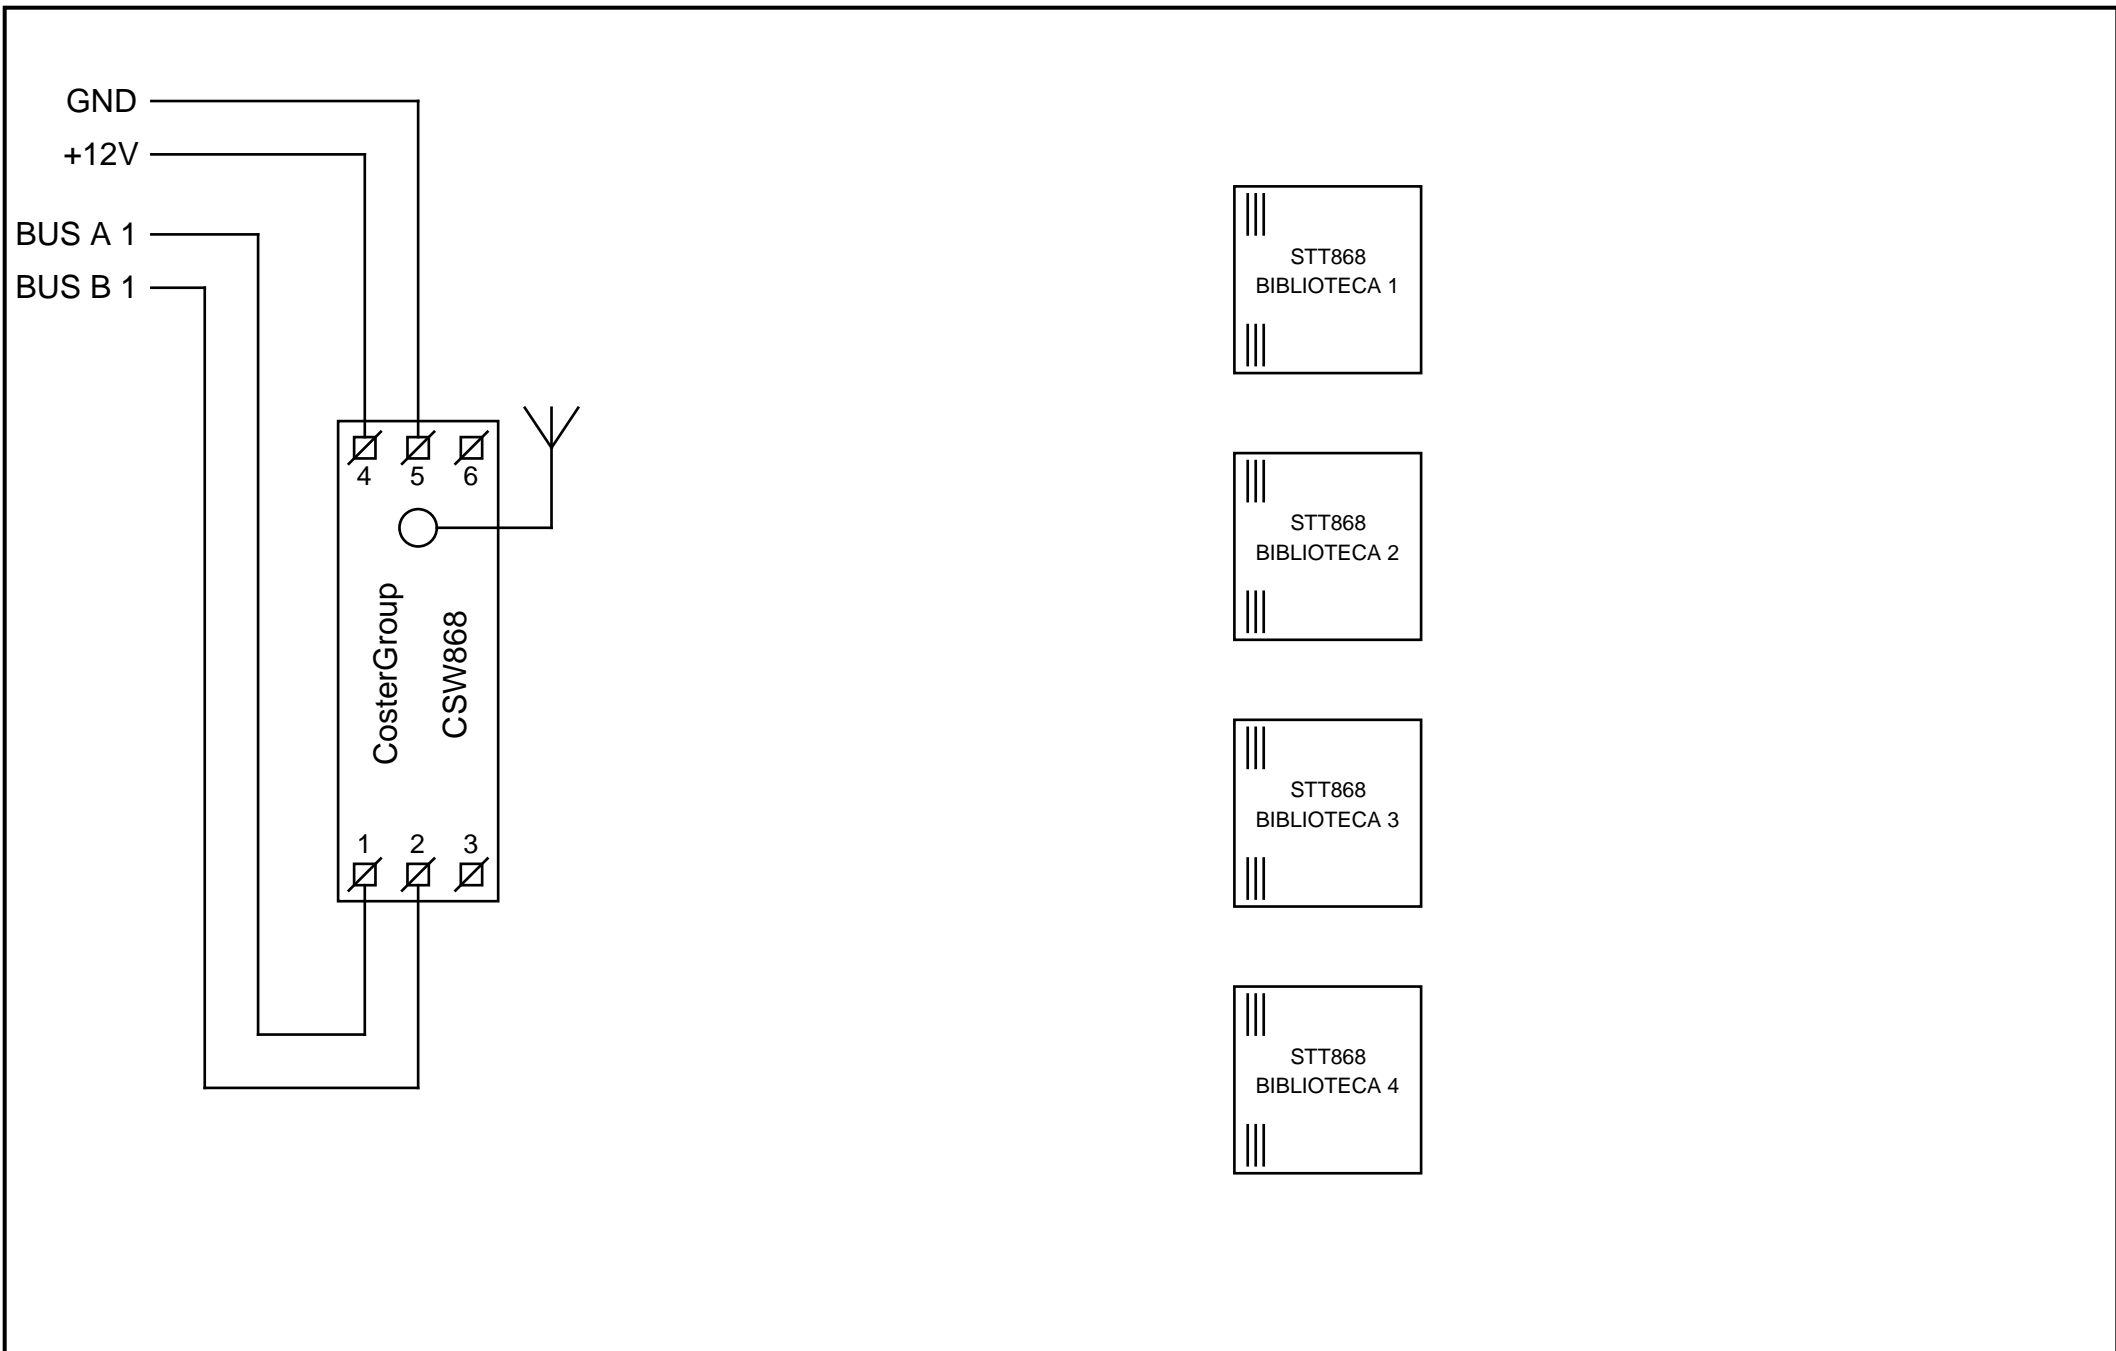 GND
+12V
BUS A 1
BUS B 1
4 5 6
CosterGroup
CSW868
1 2 3
STT868
BIBLIOTECA 1
STT868
BIBLIOTECA 2
STT868
BIBLIOTECA 3
STT868
BIBLIOTECA 4